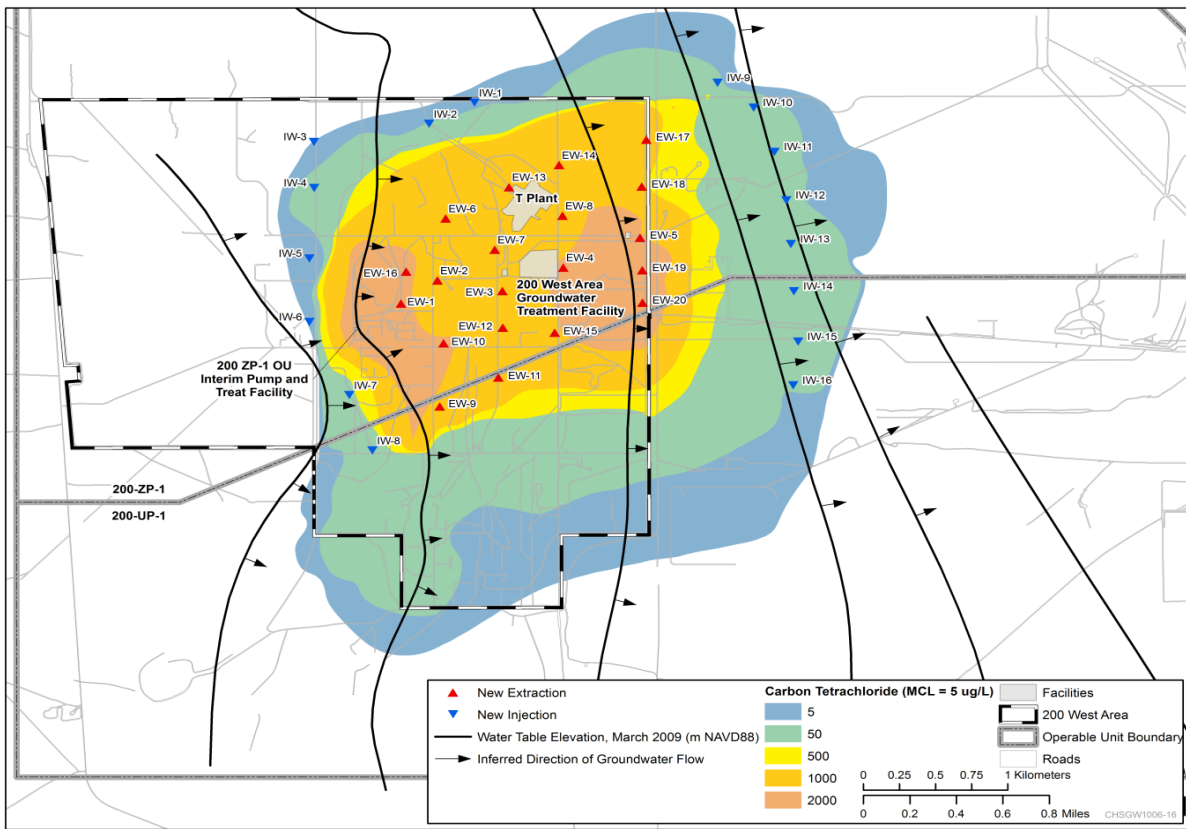 IW-9
IW-1
IW-10
IW-2
IW-3
EW-17
IW-11
EW-14
IW-4
EW-13
EW-18
T Plant
IW-12
EW-6
EW-8
EW-5
IW-13
EW-7
IW-5
EW-16
EW-2
EW-4
EW-19
200 West Area
Groundwater
Treatment Facility
EW-3
IW-14
EW-1
EW-20
IW-6
EW-12
EW-15
IW-15
EW-10
200 ZP-1 OU
Interim Pump and
Treat Facility
EW-11
IW-7
IW-16
EW-9
IW-8
200-ZP-1
200-UP-1
New Extraction
New Injection
Water Table Elevation, March 2009 (m NAVD88)
Inferred Direction of Groundwater Flow
Carbon Tetrachloride (MCL = 5 ug/L)
5
50
500
1000
2000
Facilities
200 West Area
Operable Unit Boundary
Roads
0 0.25 0.5 0.75 1 Kilometers
0 0.2 0.4 0.6 0.8 Miles
CHSGW1006-16